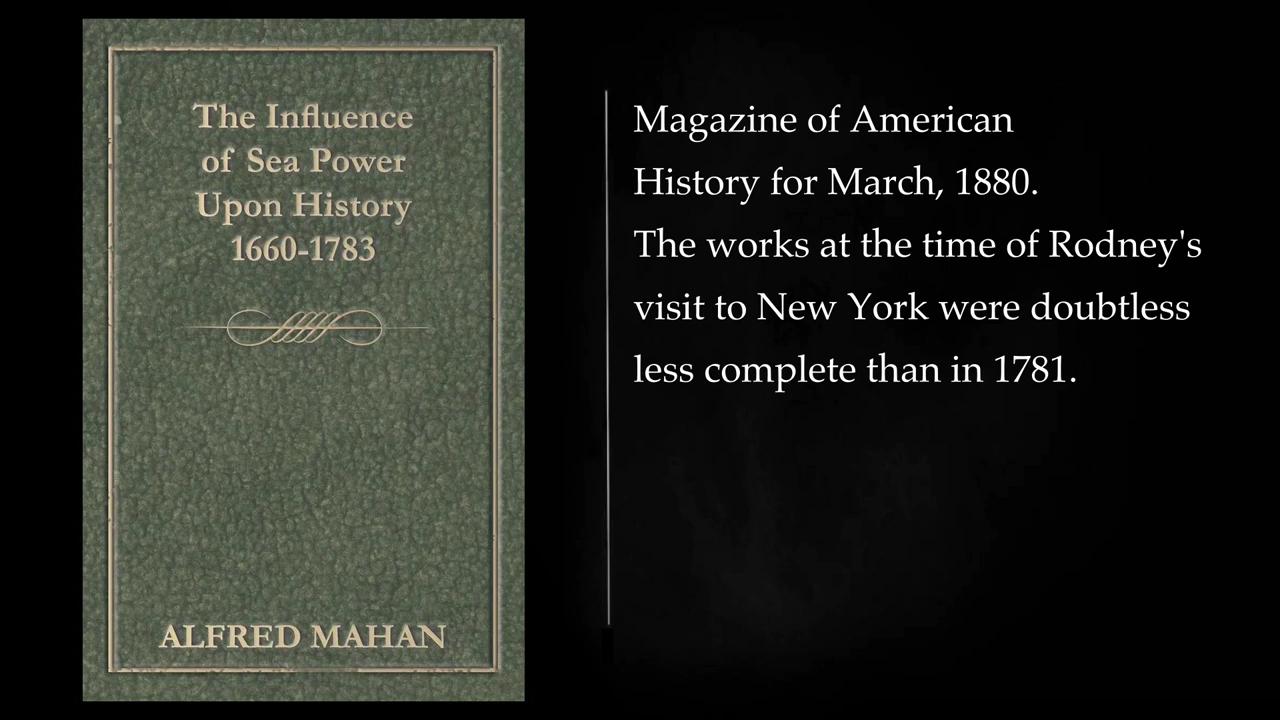 The Influence
of Sea Power
Upon History
1660-1783
ALFRED MAHAN
Magazine of American
History for March, 1880.
The works at the time of Rodney's
visit to New York were doubtless
less complete than in 1781.